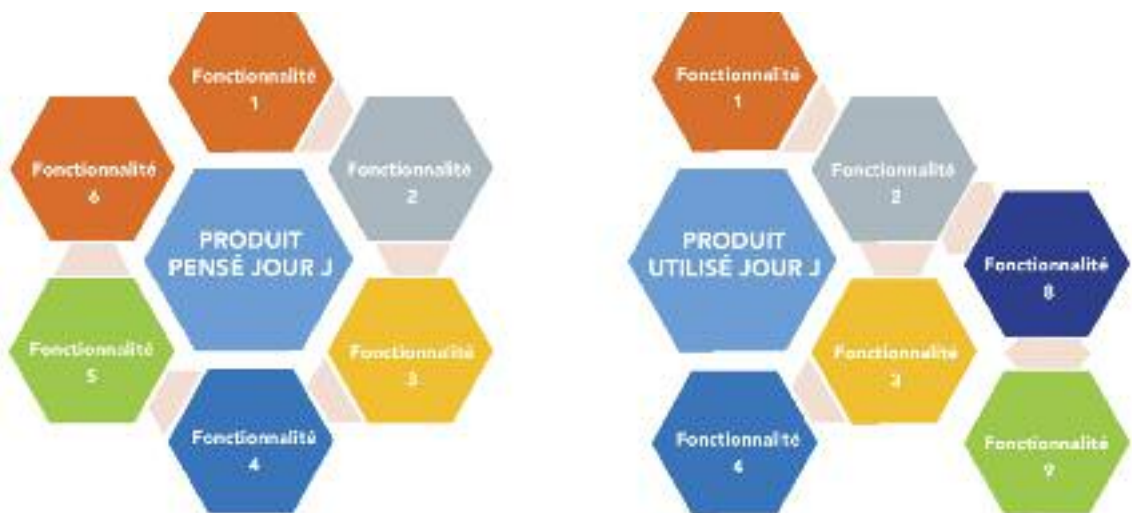 Fonctionnalité
1
Fonctionnalité
6
Fonctionnalité
2
PRODUIT
PENSÉ JOUR J
Fonctionnalité
5
Fonctionnalité
3
Fonctionnalité
4
Fonctionnalité
1
Fonctionnalité
2
PRODUIT
UTILISÉ JOUR J
Fonctionnalité
8
Fonctionnalité
3
Fonctionnalité
4
Fonctionnalité
9